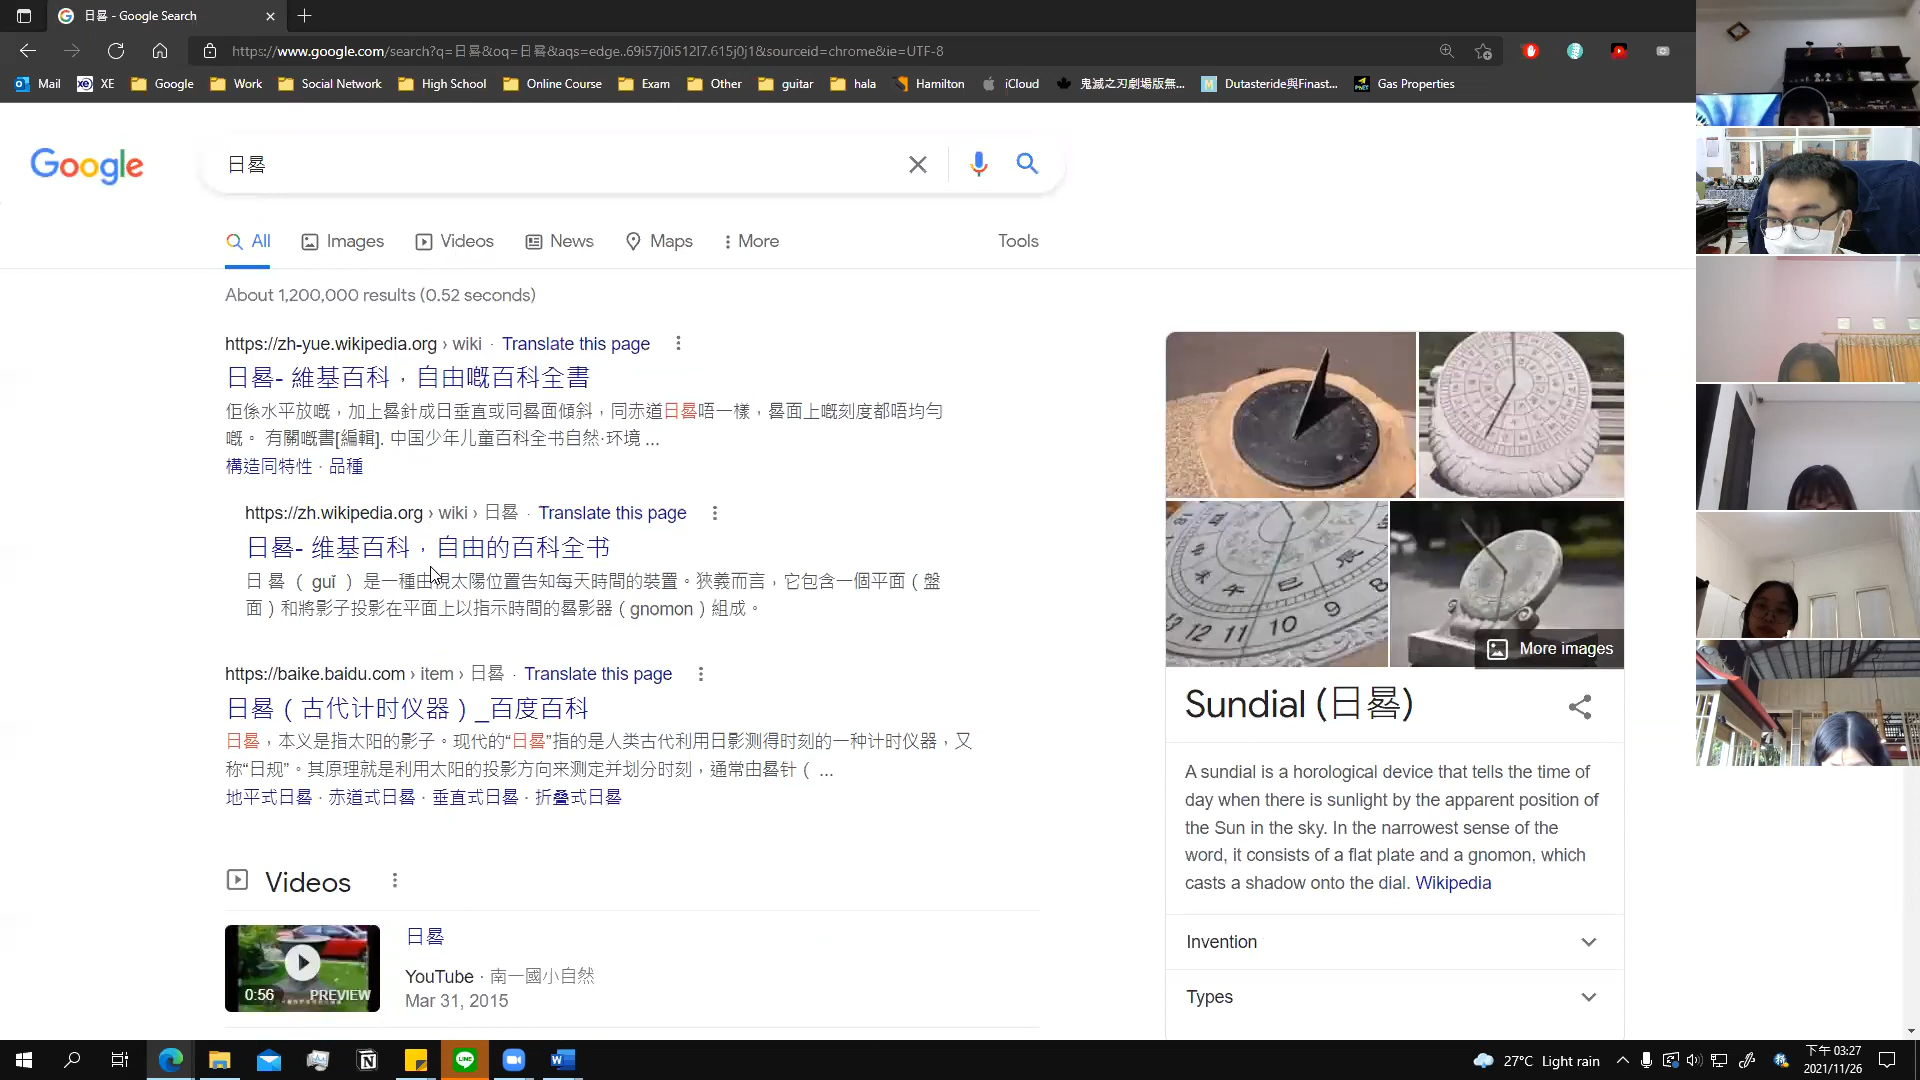 日晷 - Google Search
https://www.google.com/search?q=日晷&oq=日晷&aqs=edge..69i57j0i512l7.615j0j1&sourceid=chrome&ie=UTF-8
Mail XE Google Work Social Network High School Online Course Exam Other guitar hala Hamilton iCloud 鬼滅之刃劇場版無... Dutasteride與Finast... Gas Properties
Google
日晷
All Images Videos News Maps More Tools
About 1,200,000 results (0.52 seconds)
https://zh-yue.wikipedia.org › wiki · Translate this page
日晷- 維基百科，自由嘅百科全書
佢係水平放嘅，加上晷針成日垂直或同晷面傾斜，同赤道日晷唔一樣，晷面上嘅刻度都唔均勻
嘅。 有關嘅書[編輯]. 中国少年儿童百科全书自然·环境 ...
構造同特性 · 品種
https://zh.wikipedia.org › wiki › 日晷 · Translate this page
日晷- 维基百科，自由的百科全书
日 晷 （ guǐ ） 是一種由視太陽位置告知每天時間的裝置。狹義而言，它包含一個平面（盤
面）和將影子投影在平面上以指示時間的晷影器（gnomon）組成。
https://baike.baidu.com › item › 日晷 · Translate this page
日晷（古代计时仪器）_百度百科
日晷，本义是指太阳的影子。现代的“日晷”指的是人类古代利用日影测得时刻的一种计时仪器，又
称“日规”。其原理就是利用太阳的投影方向来测定并划分时刻，通常由晷针（ ...
地平式日晷 · 赤道式日晷 · 垂直式日晷 · 折叠式日晷
Videos
0:56 PREVIEW
日晷
YouTube · 南一國小自然
Mar 31, 2015
午 辰
8
9
10
11
12
13
More images
Sundial (日晷)
A sundial is a horological device that tells the time of
day when there is sunlight by the apparent position of
the Sun in the sky. In the narrowest sense of the
word, it consists of a flat plate and a gnomon, which
casts a shadow onto the dial. Wikipedia
Invention
Types
27°C Light rain
下午 03:27
2021/11/26